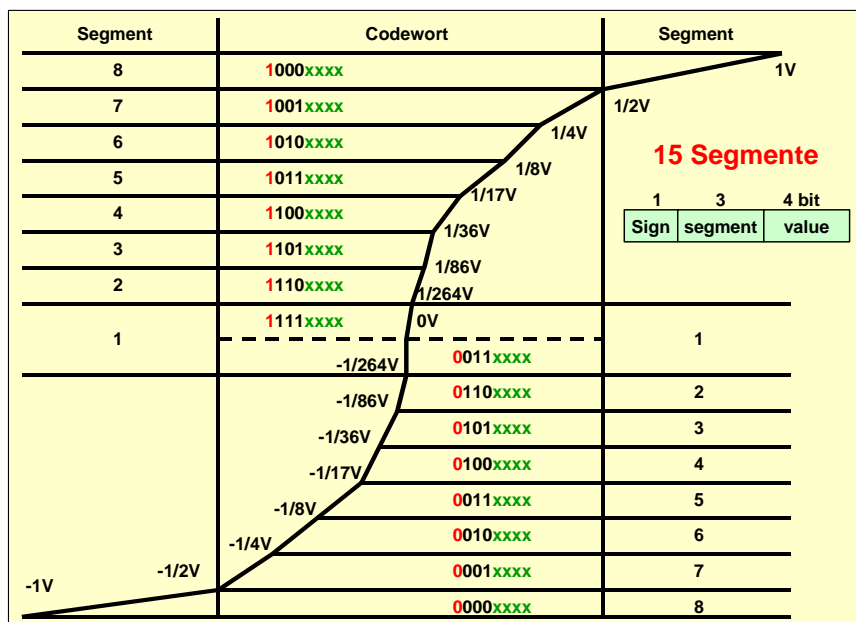 Segment Codewort Segment
8 1000xxxx 1V
7 1001xxxx 1/2V
6 1010xxxx 1/4V
15 Segmente
5 1011xxxx 1/8V
1/17V
1 3 4 bit
4 1100xxxx
Sign segment value
1/36V
3 1101xxxx
1/86V
2 1110xxxx
1/264V
1111xxxx 0V
1 1
-1/264V 0011xxxx
-1/86V 0110xxxx 2
-1/36V 0101xxxx 3
-1/17V 0100xxxx 4
-1/8V 0011xxxx 5
-1/4V 0010xxxx 6
-1/2V 0001xxxx 7
-1V
0000xxxx 8